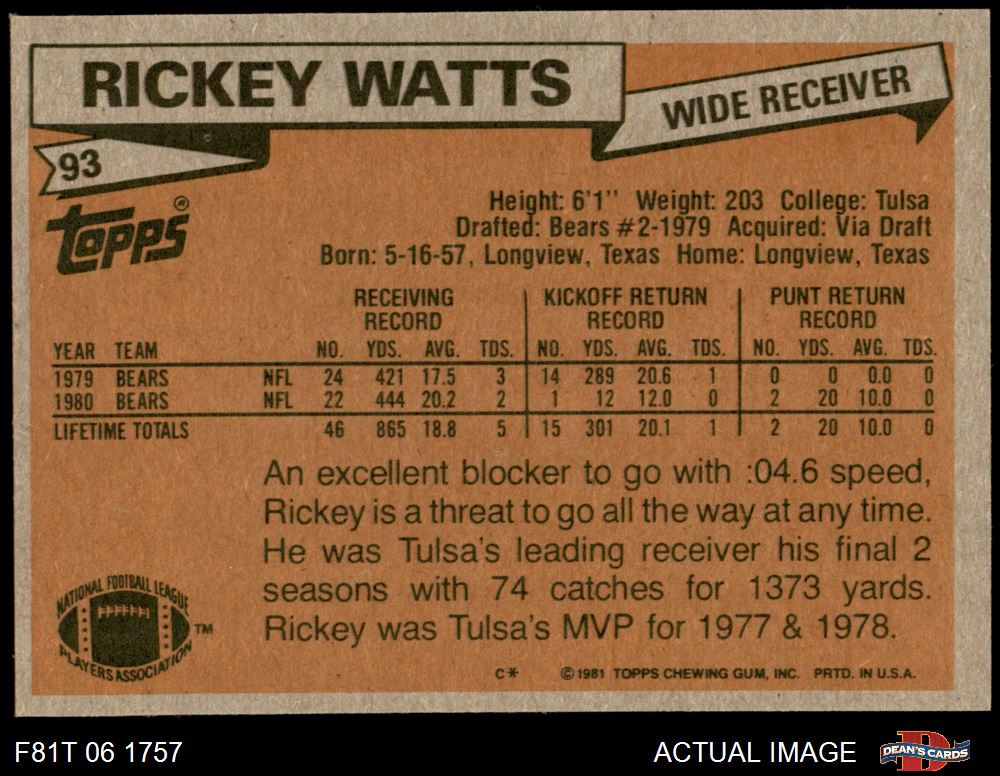 RICKEY WATTS
WIDE RECEIVER
93
TOPPS®
Height: 6'1'' Weight: 203 College: Tulsa
Drafted: Bears #2-1979 Acquired: Via Draft
Born: 5-16-57, Longview, Texas Home: Longview, Texas
RECEIVING RECORD KICKOFF RETURN RECORD PUNT RETURN RECORD
YEAR TEAM NO. YDS. AVG. TDS. NO. YDS. AVG. TDS. NO. YDS. AVG. TDS.
1979 BEARS NFL 24 421 17.5 3 14 289 20.6 1 0 0 0.0 0
1980 BEARS NFL 22 444 20.2 2 1 12 12.0 0 2 20 10.0 0
LIFETIME TOTALS 46 865 18.8 5 15 301 20.1 1 2 20 10.0 0
An excellent blocker to go with :04.6 speed,
Rickey is a threat to go all the way at any time.
He was Tulsa's leading receiver his final 2
seasons with 74 catches for 1373 yards.
Rickey was Tulsa's MVP for 1977 & 1978.
NATIONAL FOOTBALL LEAGUE
PLAYERS ASSOCIATION
TM
C* ©1981 TOPPS CHEWING GUM, INC. PRTD. IN U.S.A.
F81T 06 1757
ACTUAL IMAGE
DEAN'S CARDS